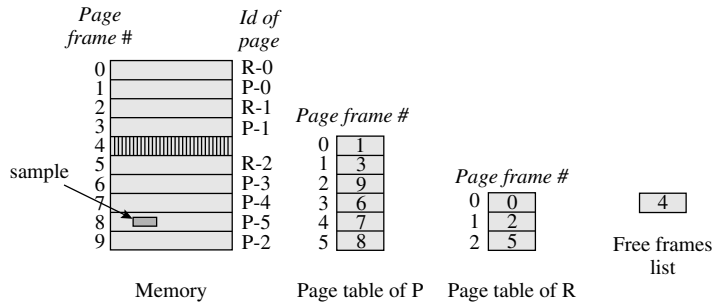 Page frame #
Id of page
0 R-0
1 P-0
2 R-1
3 P-1
4
5 R-2
6 P-3
7 P-4
8 P-5
9 P-2
sample
Memory
Page frame #
0 1
1 3
2 9
3 6
4 7
5 8
Page table of P
Page frame #
0 0
1 2
2 5
Page table of R
4
Free frames
list